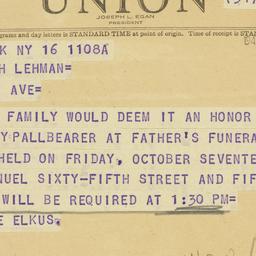 UNION
JOSEPH L. EGAN
PRESIDENT
grams and day letters is STANDARD TIME at point of origin. Time of receipt is STAN
K NY 16 1108A
H LEHMAN=
AVE=
FAMILY WOULD DEEM IT AN HONOR
Y PALLBEARER AT FATHER'S FUNERA
HELD ON FRIDAY, OCTOBER SEVENTE
NUEL SIXTY-FIFTH STREET AND FIF
WILL BE REQUIRED AT 1:30 PM=
E ELKUS.